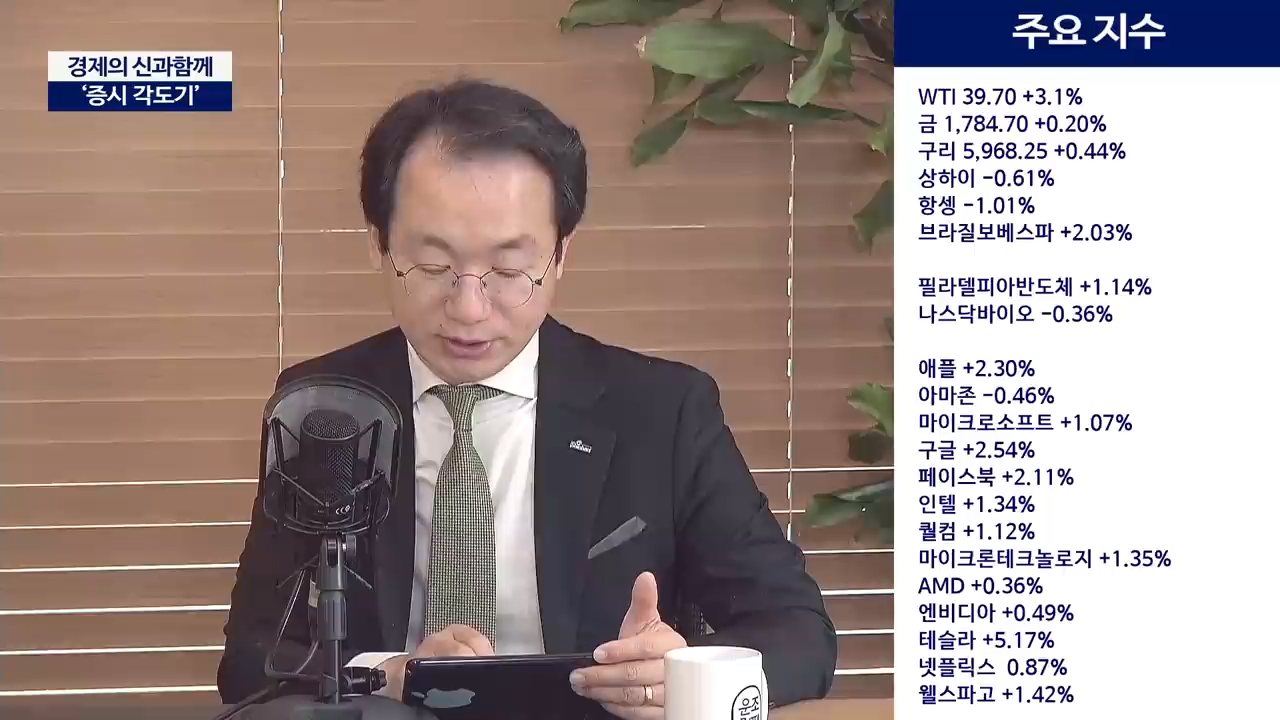 경제의 신과함께
‘증시 각도기’
주요 지수
WTI 39.70 +3.1%
금 1,784.70 +0.20%
구리 5,968.25 +0.44%
상하이 -0.61%
항셍 -1.01%
브라질보베스파 +2.03%
필라델피아반도체 +1.14%
나스닥바이오 -0.36%
애플 +2.30%
아마존 -0.46%
마이크로소프트 +1.07%
구글 +2.54%
페이스북 +2.11%
인텔 +1.34%
퀄컴 +1.12%
마이크론테크놀로지 +1.35%
AMD +0.36%
엔비디아 +0.49%
테슬라 +5.17%
넷플릭스 0.87%
웰스파고 +1.42%